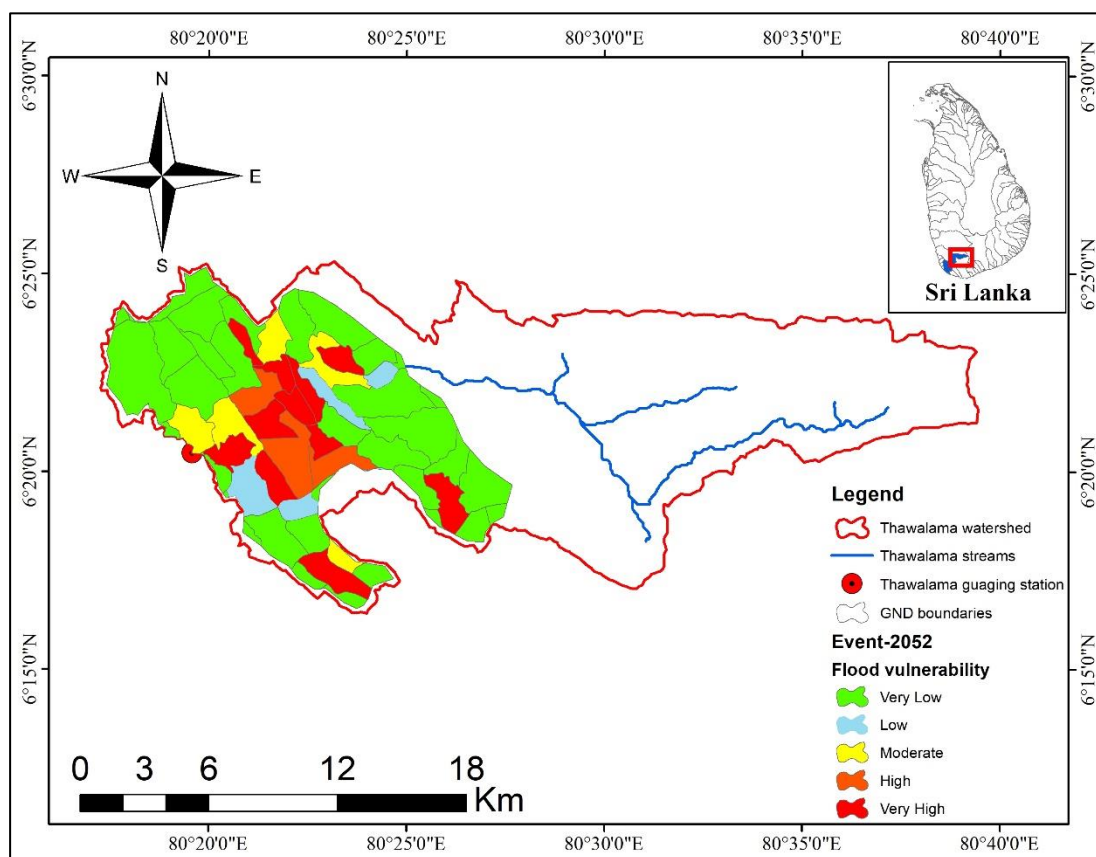 80°20'0"E 80°25'0"E 80°30'0"E 80°35'0"E 80°40'0"E
6°30'0"N
6°30'0"N
N
W
E
S
Sri Lanka
6°25'0"N
6°25'0"N
6°20'0"N
6°20'0"N
6°15'0"N
6°15'0"N
Legend
Thawalama watershed
Thawalama streams
Thawalama guaging station
GND boundaries
Event-2052
Flood vulnerability
Very Low
Low
Moderate
High
Very High
0 3 6 12 18
Km
80°20'0"E 80°25'0"E 80°30'0"E 80°35'0"E 80°40'0"E